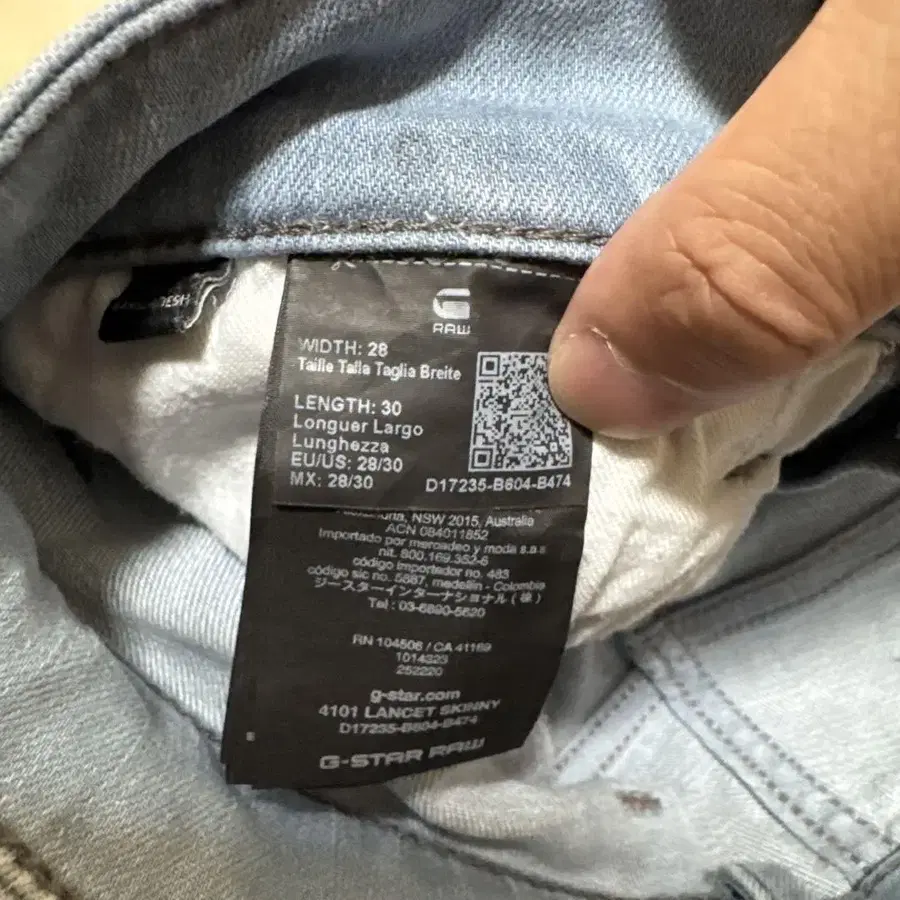 RAW
WIDTH: 28
Taille Talla Taglia Breite
LENGTH: 30
Longuer Largo
Lunghezza
EU/US: 28/30
MX: 28/30
D17235-B604-B474
NSW 2015, Australia
ACN 084011852
Importado por mercadeo y moda s.a.s
nit. 800.169.352-6
código importador no. 483
código sic no. 5887, medellin - Colombia
ジースターインターナショナル(株)
Tel : 03-6890-5620
RN 104506 / CA 41169
1014323
252220
g-star.com
4101 LANCET SKINNY
D17235-B604-B474
G-STAR RAW